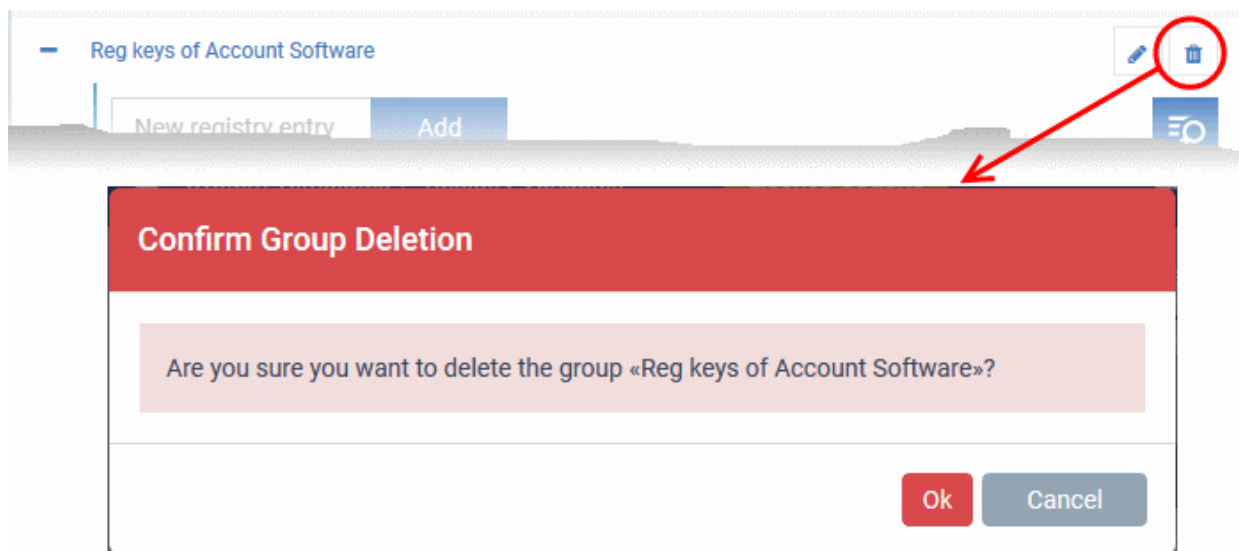 Reg keys of Account Software
New registry entry Add
Confirm Group Deletion
Are you sure you want to delete the group «Reg keys of Account Software»?
Ok Cancel